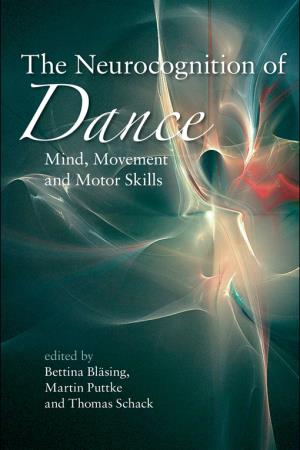 The Neurocognition of
Dance
Mind, Movement
and Motor Skills
edited by
Bettina Bläsing,
Martin Puttke
and Thomas Schack